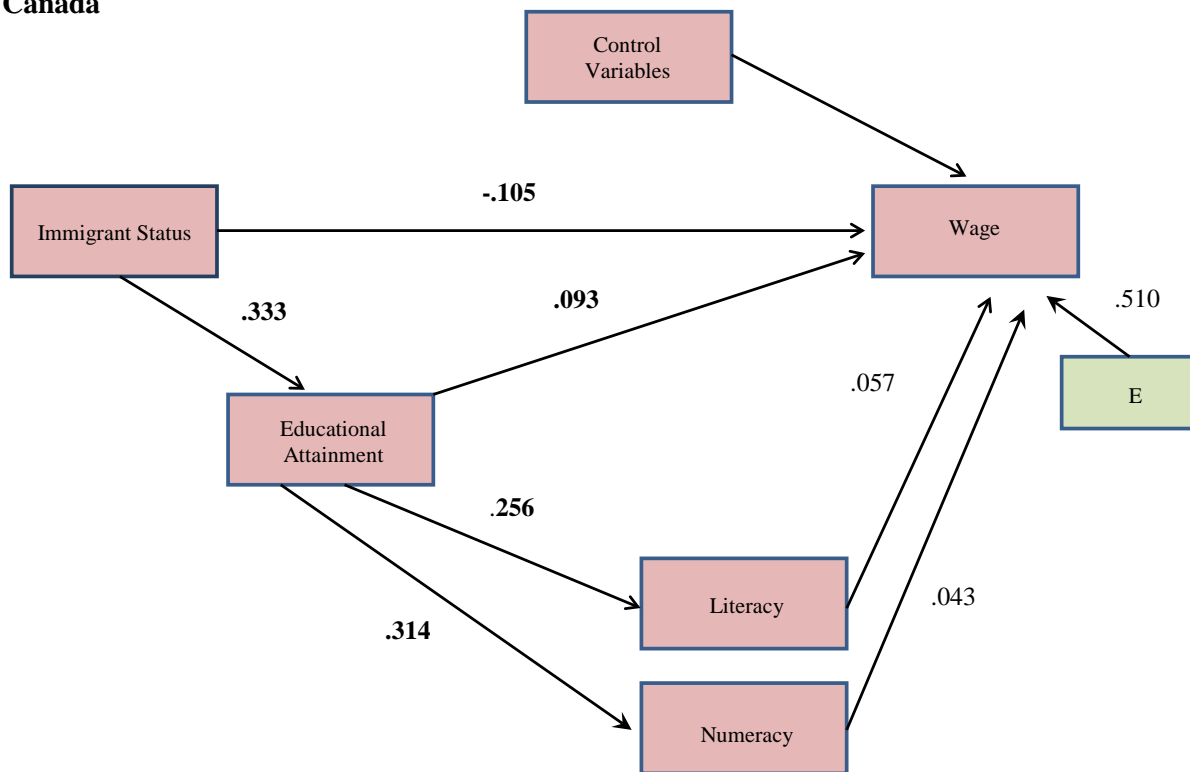 Canada
Control
Variables
-.105
Immigrant Status
Wage
.333
.093
.510
.057
E
Educational
Attainment
.256
Literacy
.043
.314
Numeracy